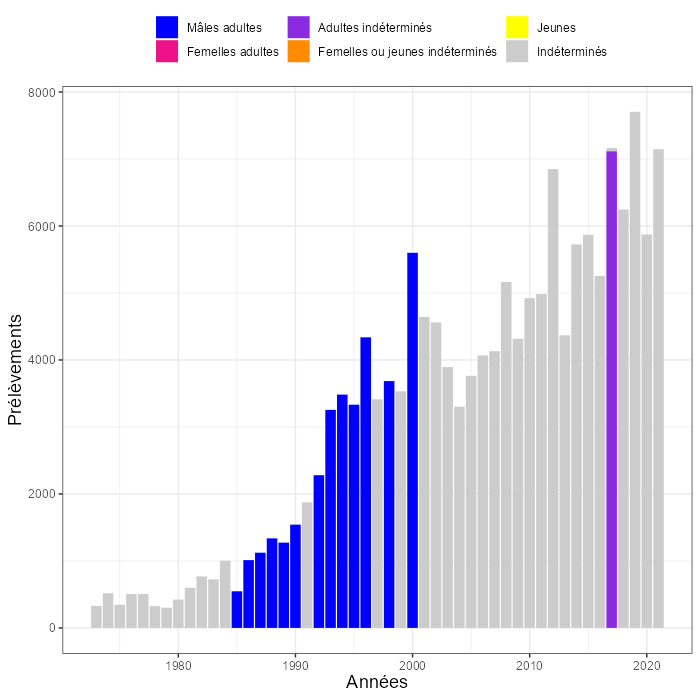 Mâles adultes
Adultes indéterminés
Jeunes
Femelles adultes
Femelles ou jeunes indéterminés
Indéterminés
8000
6000
4000
2000
0
Prélèvements
1980
1990
2000
2010
2020
Années